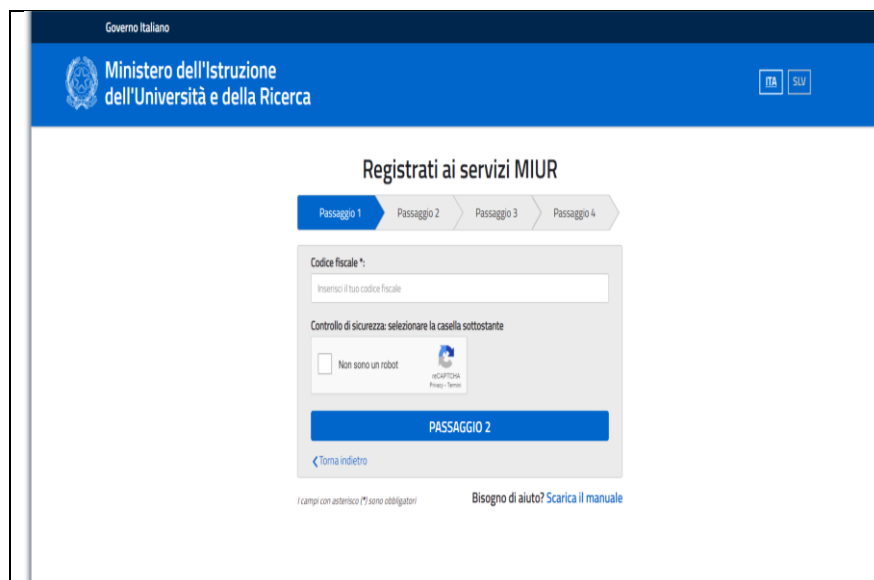 Governo Italiano
Ministero dell'Istruzione
dell'Università e della Ricerca
ITA SLV
Registrati ai servizi MIUR
Passaggio 1 Passaggio 2 Passaggio 3 Passaggio 4
Codice fiscale *:
Inserisci il tuo codice fiscale
Controllo di sicurezza: selezionare la casella sottostante
Non sono un robot
reCAPTCHA
Privacy - Termini
PASSAGGIO 2
Torna indietro
I campi con asterisco (*) sono obbligatori
Bisogno di aiuto? Scarica il manuale